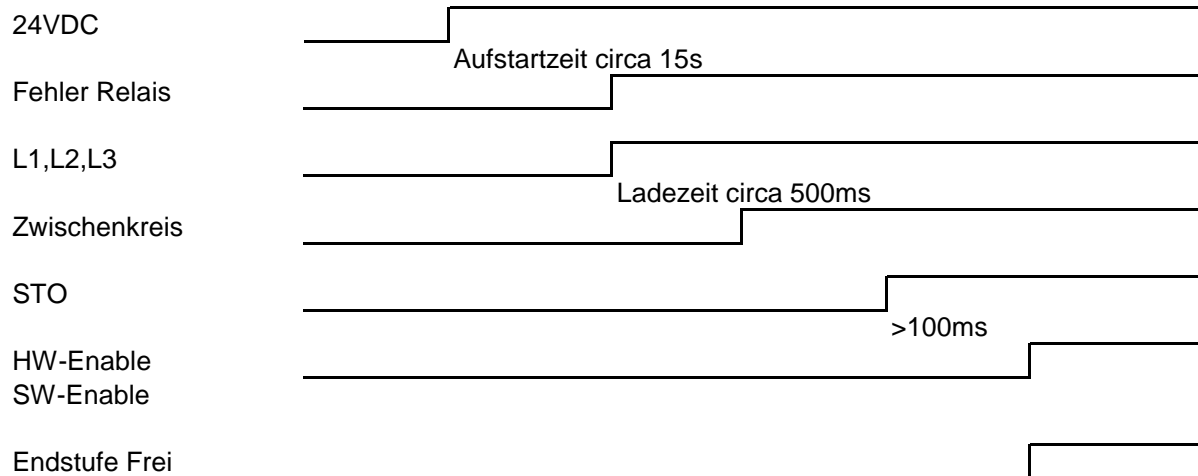 24VDC
Aufstartzeit circa 15s
Fehler Relais
L1,L2,L3
Ladezeit circa 500ms
Zwischenkreis
STO
>100ms
HW-Enable
SW-Enable
Endstufe Frei